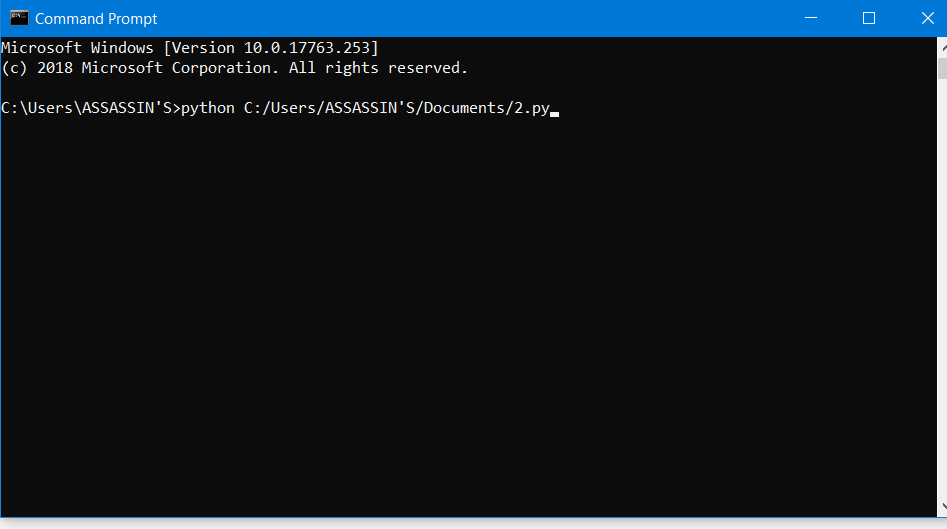 Command Prompt
Microsoft Windows [Version 10.0.17763.253]
(c) 2018 Microsoft Corporation. All rights reserved.
C:\Users\ASSASSIN'S>python C:/Users/ASSASSIN'S/Documents/2.py